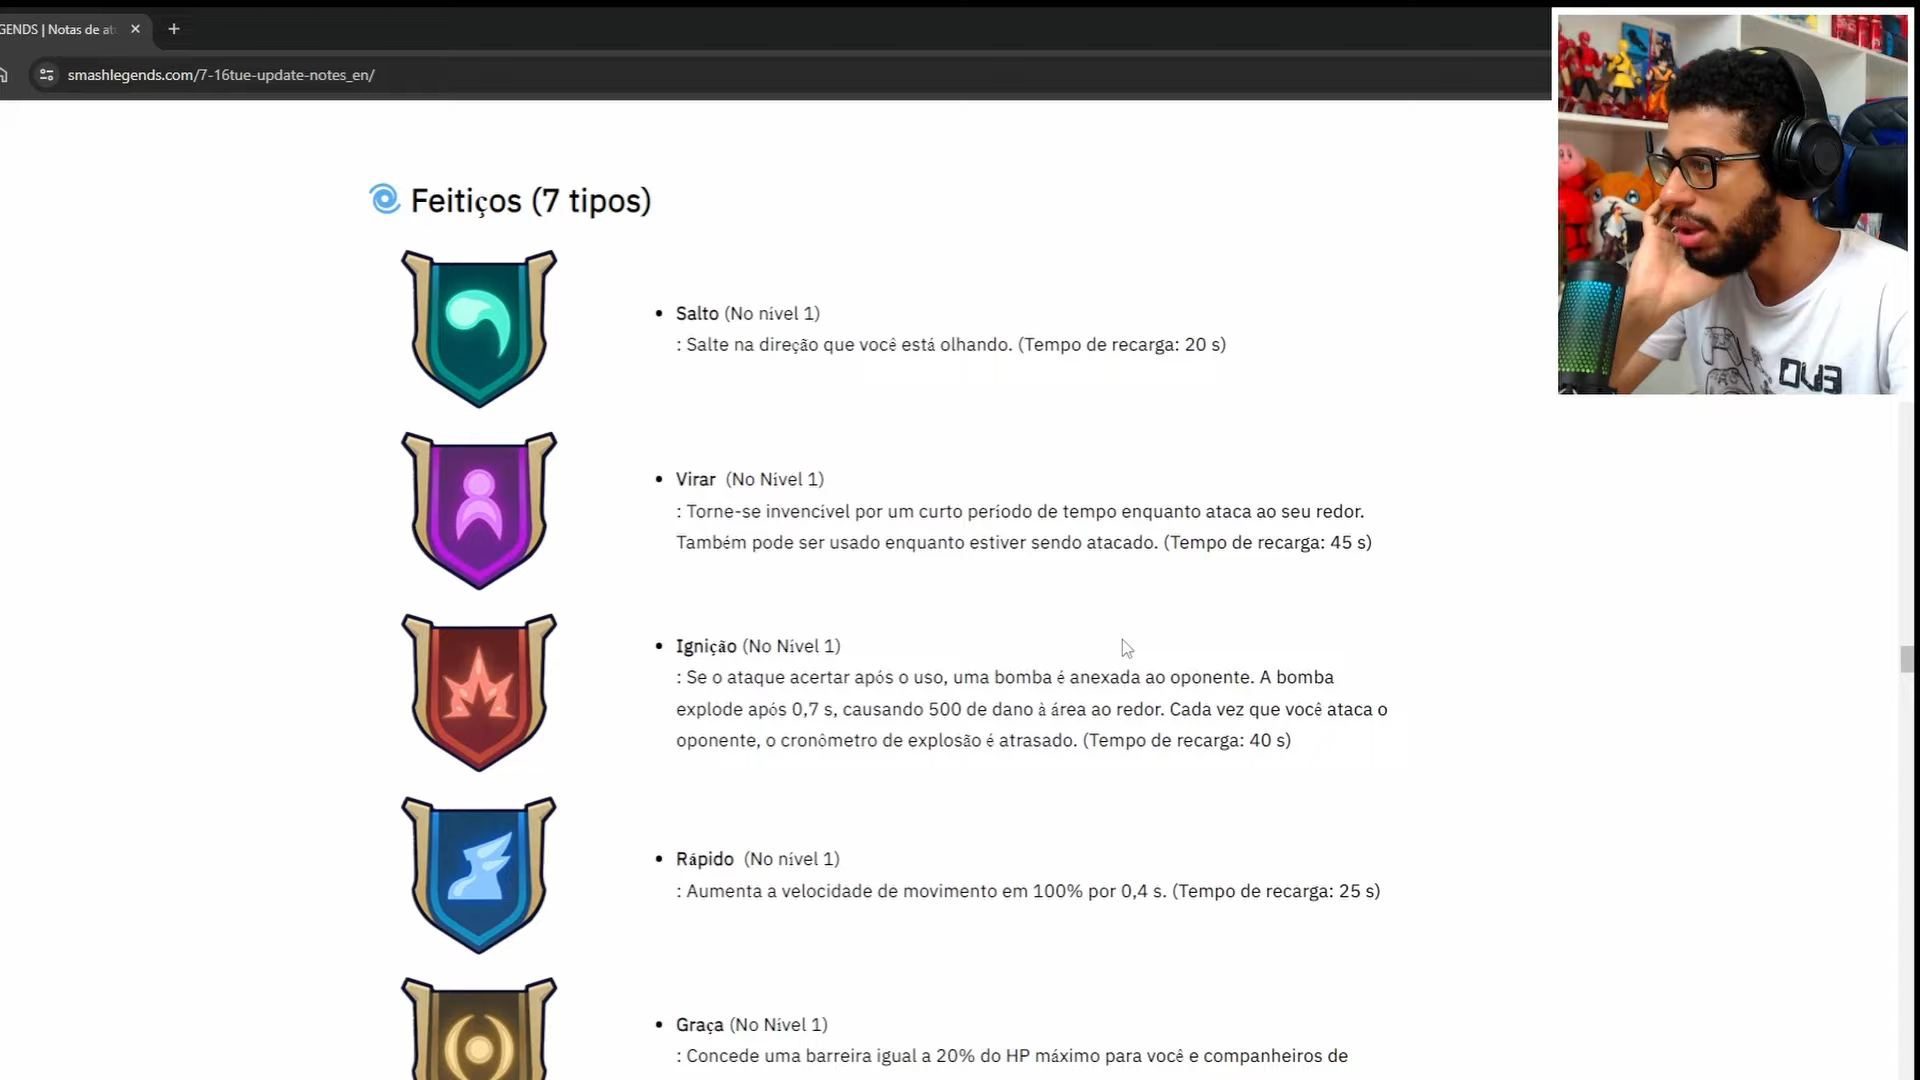 GENDS | Notas de at
smashlegends.com/7-16tue-update-notes_en/
Feitiços (7 tipos)
Salto (No nível 1)
: Salte na direção que você está olhando. (Tempo de recarga: 20 s)
Virar (No Nível 1)
: Torne-se invencível por um curto período de tempo enquanto ataca ao seu redor.
Também pode ser usado enquanto estiver sendo atacado. (Tempo de recarga: 45 s)
Ignição (No Nível 1)
: Se o ataque acertar após o uso, uma bomba é anexada ao oponente. A bomba
explode após 0,7 s, causando 500 de dano à área ao redor. Cada vez que você ataca o
oponente, o cronômetro de explosão é atrasado. (Tempo de recarga: 40 s)
Rápido (No nível 1)
: Aumenta a velocidade de movimento em 100% por 0,4 s. (Tempo de recarga: 25 s)
Graça (No Nível 1)
: Concede uma barreira igual a 20% do HP máximo para você e companheiros de